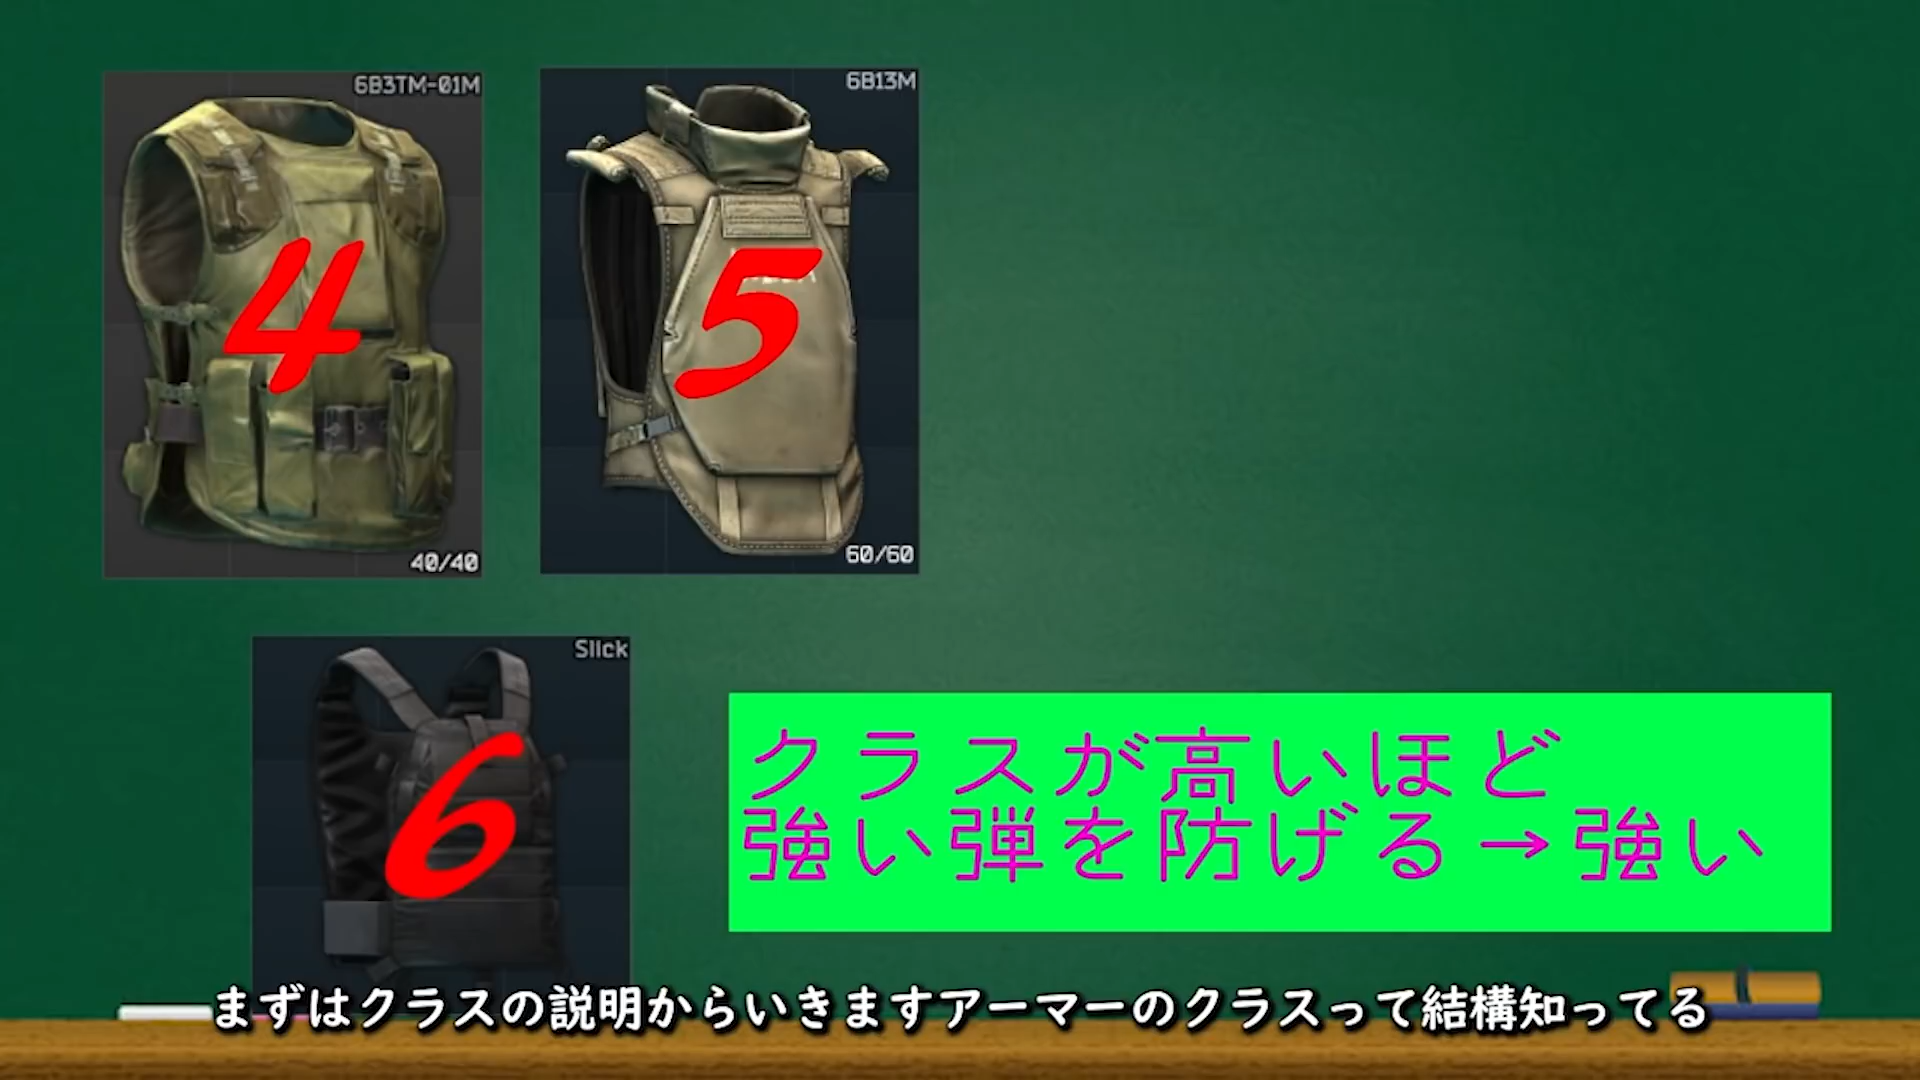 6B3TM-01M
4
40/40
6B13M
5
60/60
Slick
6
クラスが高いほど
強い弾を防げる→強い
まずはクラスの説明からいきますアーマーのクラスって結構知ってる